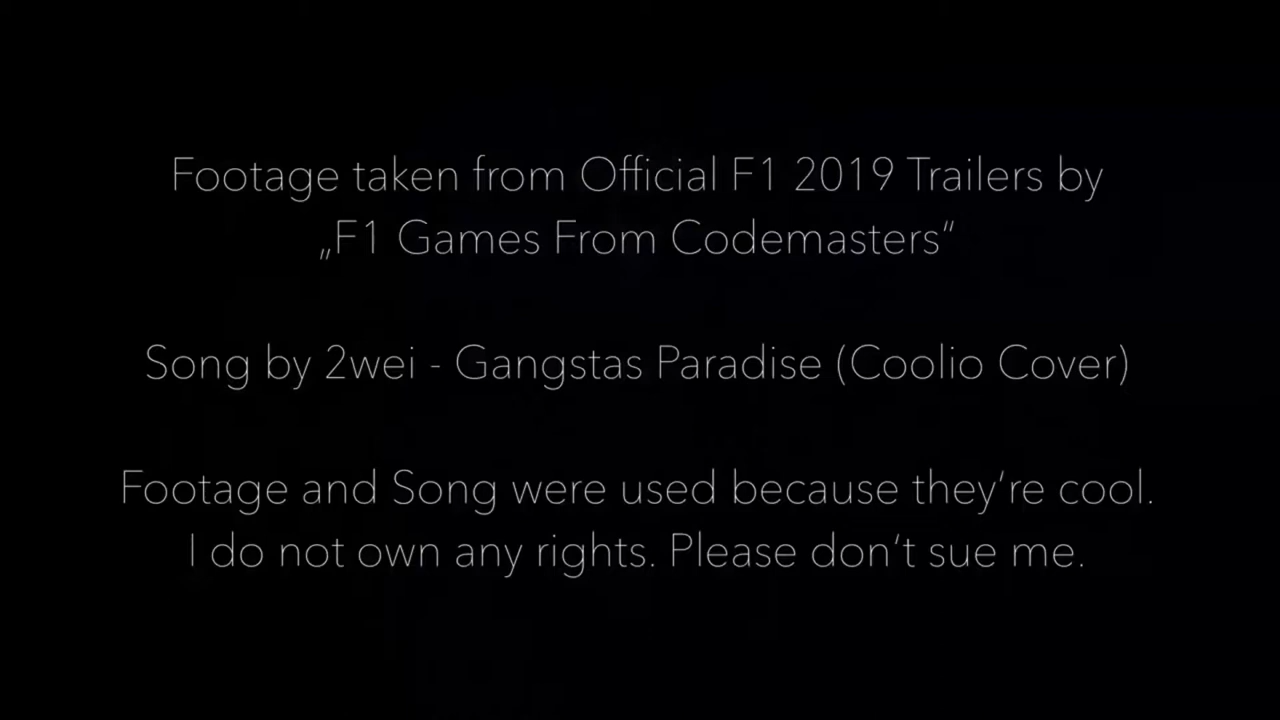 Footage taken from Official F1 2019 Trailers by
„F1 Games From Codemasters“
Song by 2wei - Gangstas Paradise (Coolio Cover)
Footage and Song were used because they‘re cool.
I do not own any rights. Please don‘t sue me.